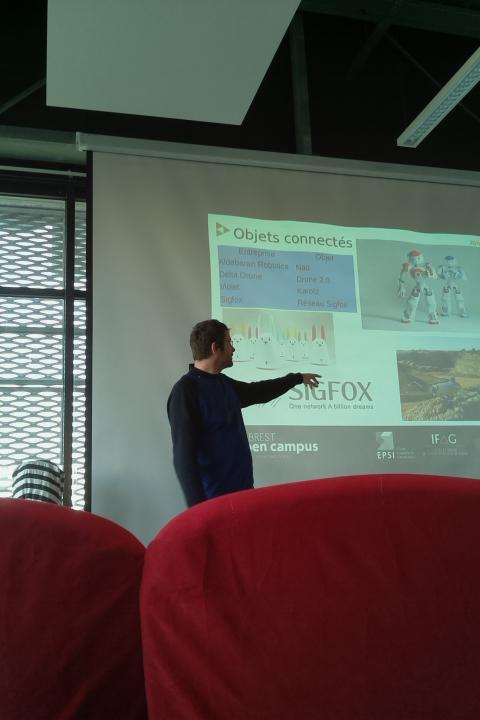 Objets connectés
Entreprise Objet
Aldebaran Robotics Nao
Delta Drone Drone 2.0
Violet Karotz
Sigfox Réseau Sigfox
SIGFOX
One network A billion dreams
BREST
en campus
EPSI
IFAG